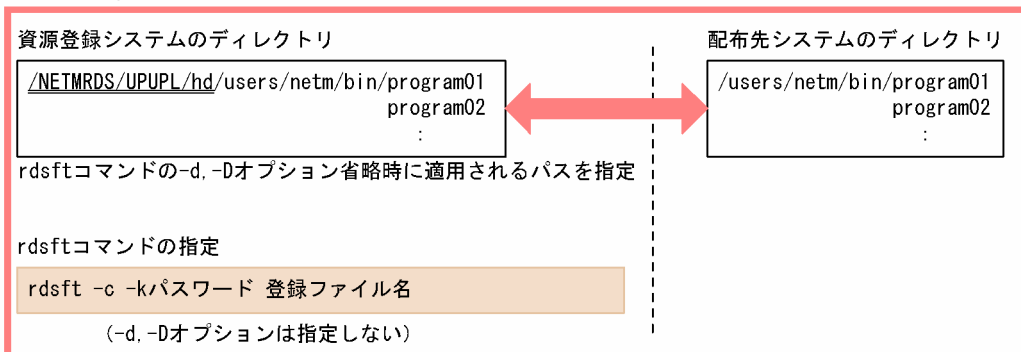 資源登録システムのディレクトリ
配布先システムのディレクトリ
/NETMRDS/UPUPL/hd/users/netm/bin/program01
program02
:
/users/netm/bin/program01
program02
:
rdsftコマンドの-d,-Dオプション省略時に適用されるパスを指定
rdsftコマンドの指定
rdsft -c -kパスワード 登録ファイル名
(-d,-Dオプションは指定しない)